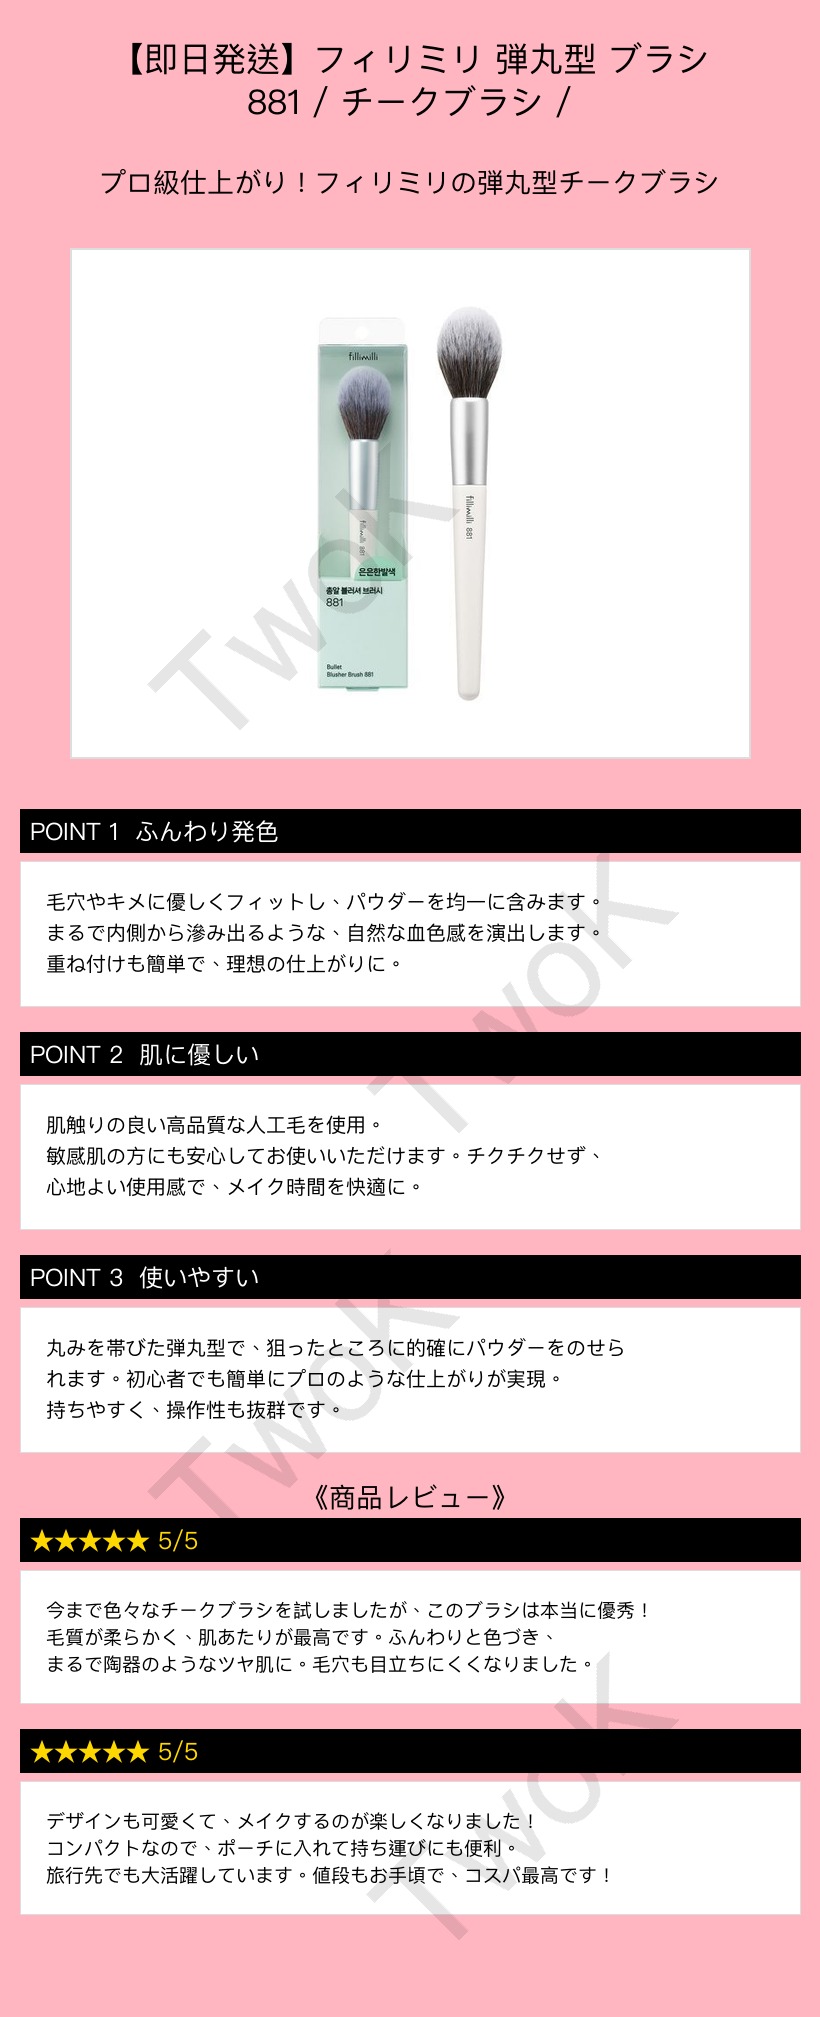 【即日発送】フィリミリ 弾丸型 ブラシ
881 / チークブラシ /
プロ級仕上がり！フィリミリの弾丸型チークブラシ
fillimilli
fillimilli 881
fillimilli 881
은은한발색
총알 블러셔 브러시
881
Bullet
Blusher Brush 881
TwoK
POINT 1 ふんわり発色
毛穴やキメに優しくフィットし、パウダーを均一に含みます。
まるで内側から滲み出るような、自然な血色感を演出します。
重ね付けも簡単で、理想の仕上がりに。
TwoK
POINT 2 肌に優しい
肌触りの良い高品質な人工毛を使用。
敏感肌の方にも安心してお使いいただけます。チクチクせず、
心地よい使用感で、メイク時間を快適に。
POINT 3 使いやすい
丸みを帯びた弾丸型で、狙ったところに的確にパウダーをのせら
れます。初心者でも簡単にプロのような仕上がりが実現。
持ちやすく、操作性も抜群です。
TwoK
《商品レビュー》
★★★★★ 5/5
今まで色々なチークブラシを試しましたが、このブラシは本当に優秀！
毛質が柔らかく、肌あたりが最高です。ふんわりと色づき、
まるで陶器のようなツヤ肌に。毛穴も目立ちにくくなりました。
★★★★★ 5/5
デザインも可愛くて、メイクするのが楽しくなりました！
コンパクトなので、ポーチに入れて持ち運びにも便利。
旅行先でも大活躍しています。値段もお手頃で、コスパ最高です！
TwoK